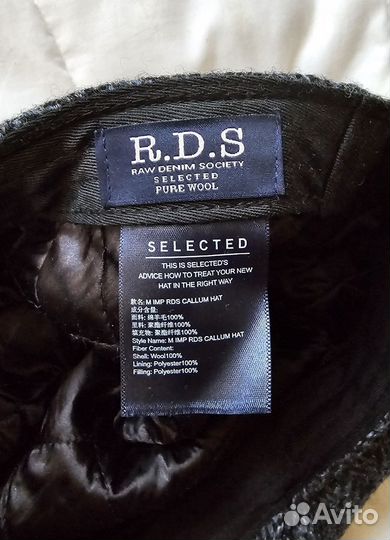 R.D.S
RAW DENIM SOCIETY
SELECTED
PURE WOOL
SELECTED
THIS IS SELECTED'S
ADVICE HOW TO TREAT YOUR NEW
HAT IN THE RIGHT WAY
款名: M IMP RDS CALLUM HAT
成分含量:
面料: 绵羊毛100%
里料: 聚酯纤维100%
填充物: 聚酯纤维100%
Style Name: M IMP RDS CALLUM HAT
Fiber Content:
Shell: Wool100%
Lining: Polyester100%
Filling: Polyester100%
Avito